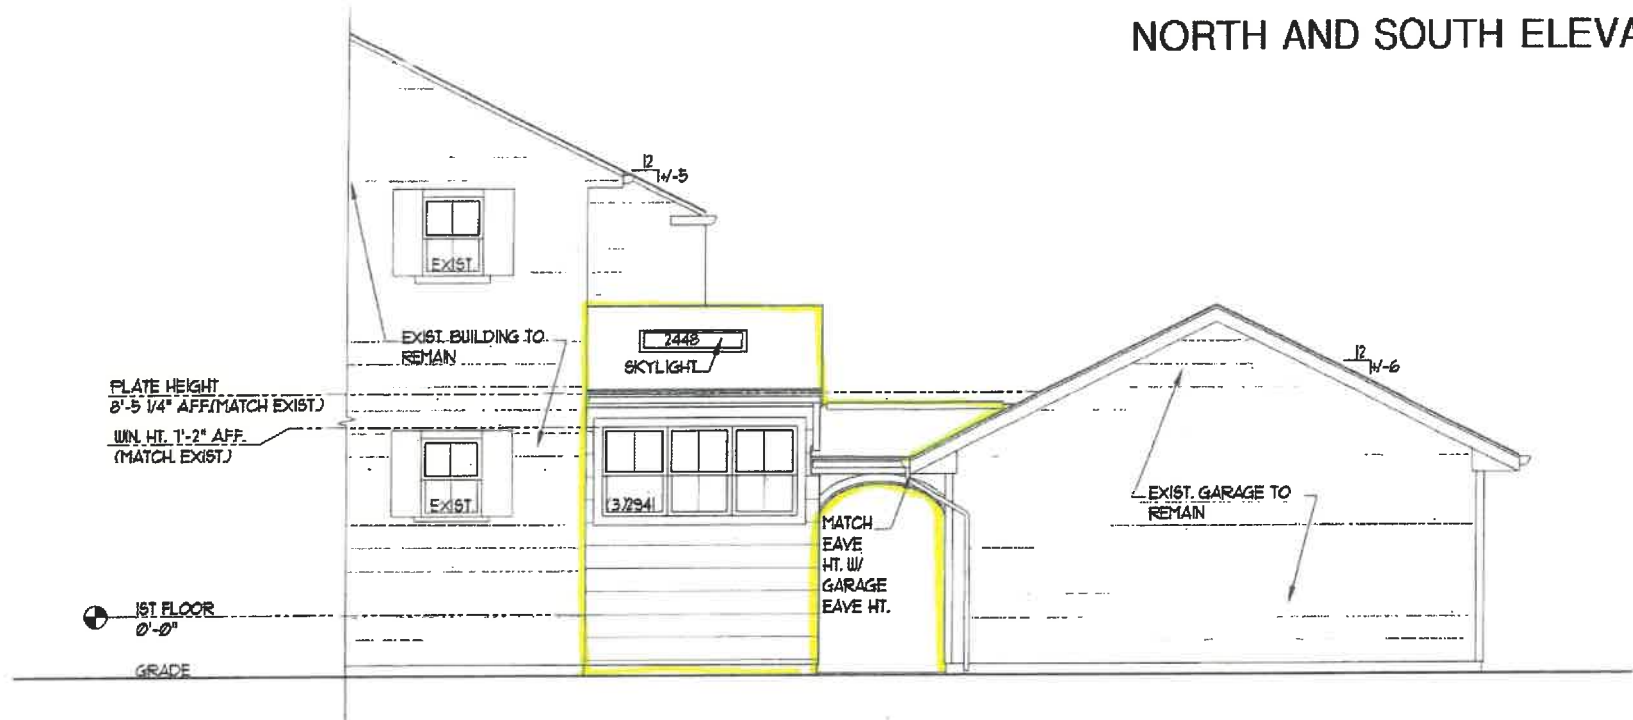 NORTH AND SOUTH ELEVA
12
+/-5
EXIST.
EXIST. BUILDING TO
REMAIN
2448
SKYLIGHT
12
+/-6
PLATE HEIGHT
8'-5 1/4" AFF.(MATCH EXIST.)
WIN. HT. 7'-2" AFF.
(MATCH EXIST.)
EXIST.
(3)2941
EXIST. GARAGE TO
REMAIN
MATCH
EAVE
HT. W/
GARAGE
EAVE HT.
1ST FLOOR
0'-0"
GRADE